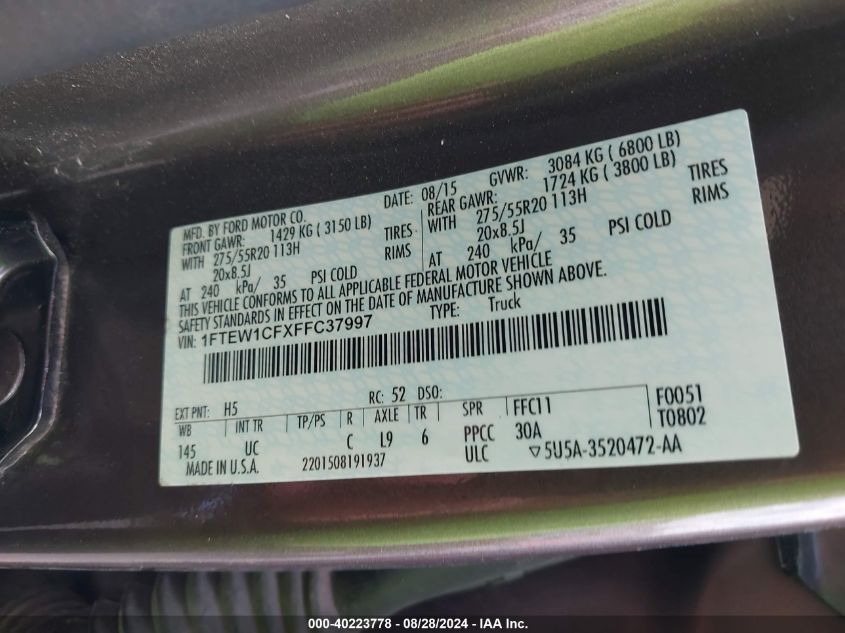 MFD. BY FORD MOTOR CO.
DATE: 08/15 GVWR: 3084 KG ( 6800 LB)
FRONT GAWR: 1429 KG ( 3150 LB) REAR GAWR: 1724 KG ( 3800 LB)
WITH 275/55R20 113H TIRES WITH 275/55R20 113H TIRES
20x8.5J RIMS 20x8.5J RIMS
AT 240 kPa/ 35 PSI COLD AT 240 kPa/ 35 PSI COLD
THIS VEHICLE CONFORMS TO ALL APPLICABLE FEDERAL MOTOR VEHICLE
SAFETY STANDARDS IN EFFECT ON THE DATE OF MANUFACTURE SHOWN ABOVE.
VIN: 1FTEW1CFXFFC37997 TYPE: Truck
EXT PNT: H5 RC: 52 DSO:
WB INT TR TP/PS R AXLE TR SPR FFC11 F0051
145 UC C L9 6 PPCC 30A T0802
MADE IN U.S.A. 2201508191937 ULC ▽5U5A-3520472-AA
000-40223778 - 08/28/2024 - IAA Inc.